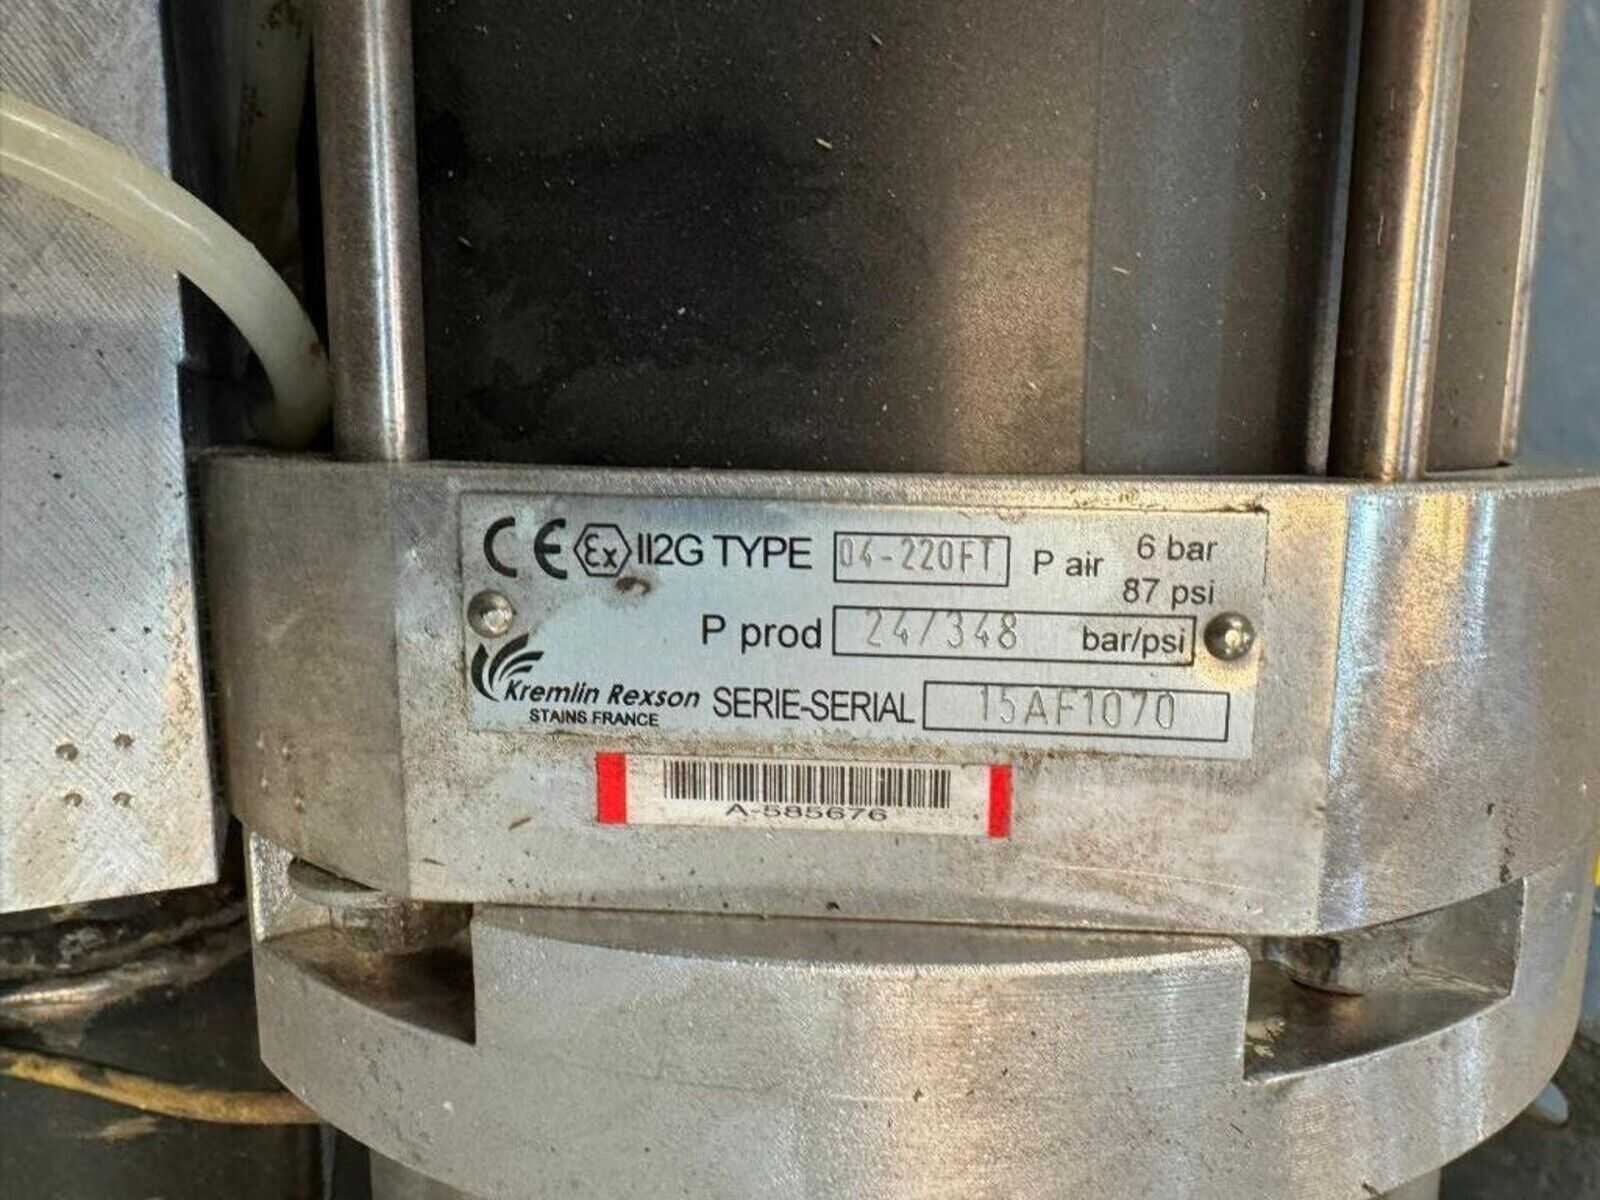 CE Ex II2G TYPE 04-220FT P air 6 bar
87 psi
P prod 24/348 bar/psi
Kremlin Rexson SERIE-SERIAL 15AF1070
STAINS FRANCE
A-585676